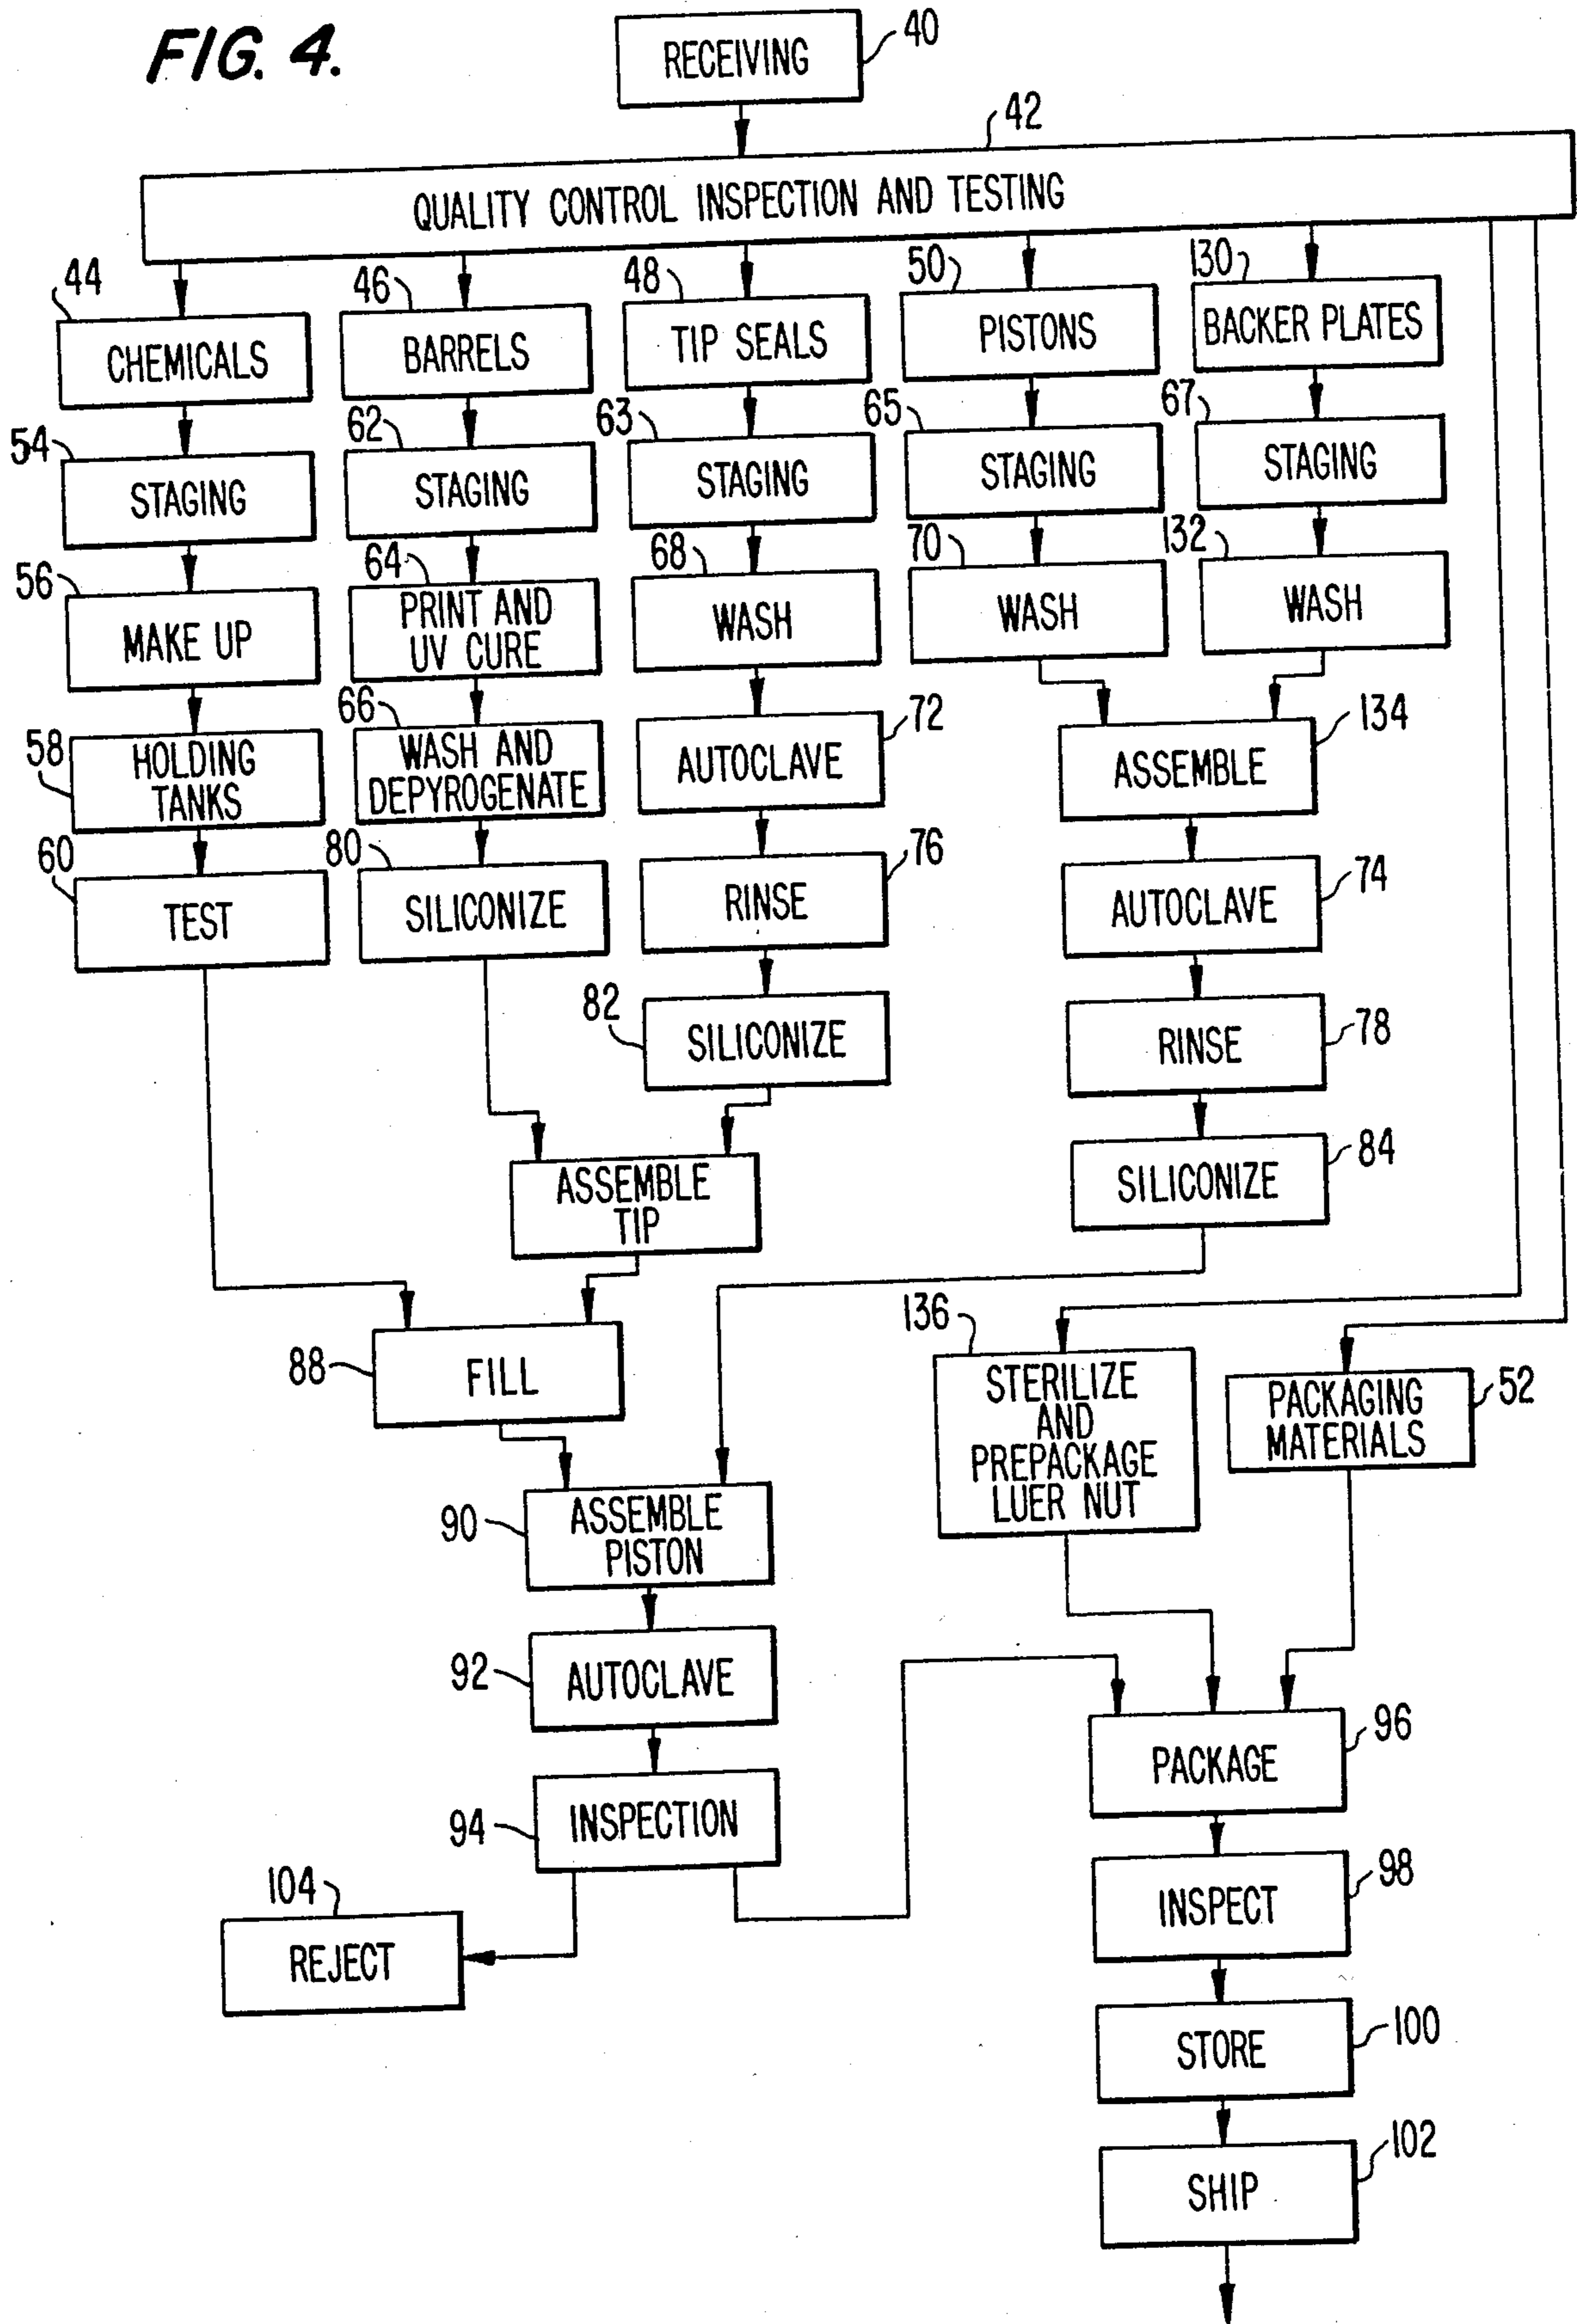 FIG. 4.
40
RECEIVING
42
QUALITY CONTROL INSPECTION AND TESTING
44
CHEMICALS
46
BARRELS
48
TIP SEALS
50
PISTONS
130
BACKER PLATES
54
STAGING
62
STAGING
63
STAGING
65
STAGING
67
STAGING
56
MAKE UP
64
PRINT AND
UV CURE
68
WASH
70
WASH
132
WASH
58
HOLDING
TANKS
66
WASH AND
DEPYROGENATE
72
AUTOCLAVE
134
ASSEMBLE
60
TEST
80
SILICONIZE
76
RINSE
74
AUTOCLAVE
82
SILICONIZE
78
RINSE
ASSEMBLE
TIP
84
SILICONIZE
88
FILL
136
STERILIZE
AND
PREPACKAGE
LUER NUT
52
PACKAGING
MATERIALS
90
ASSEMBLE
PISTON
92
AUTOCLAVE
96
PACKAGE
94
INSPECTION
98
INSPECT
104
REJECT
100
STORE
102
SHIP